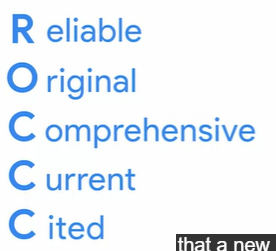 R eliable
O riginal
C omprehensive
C urrent
C ited
that a new